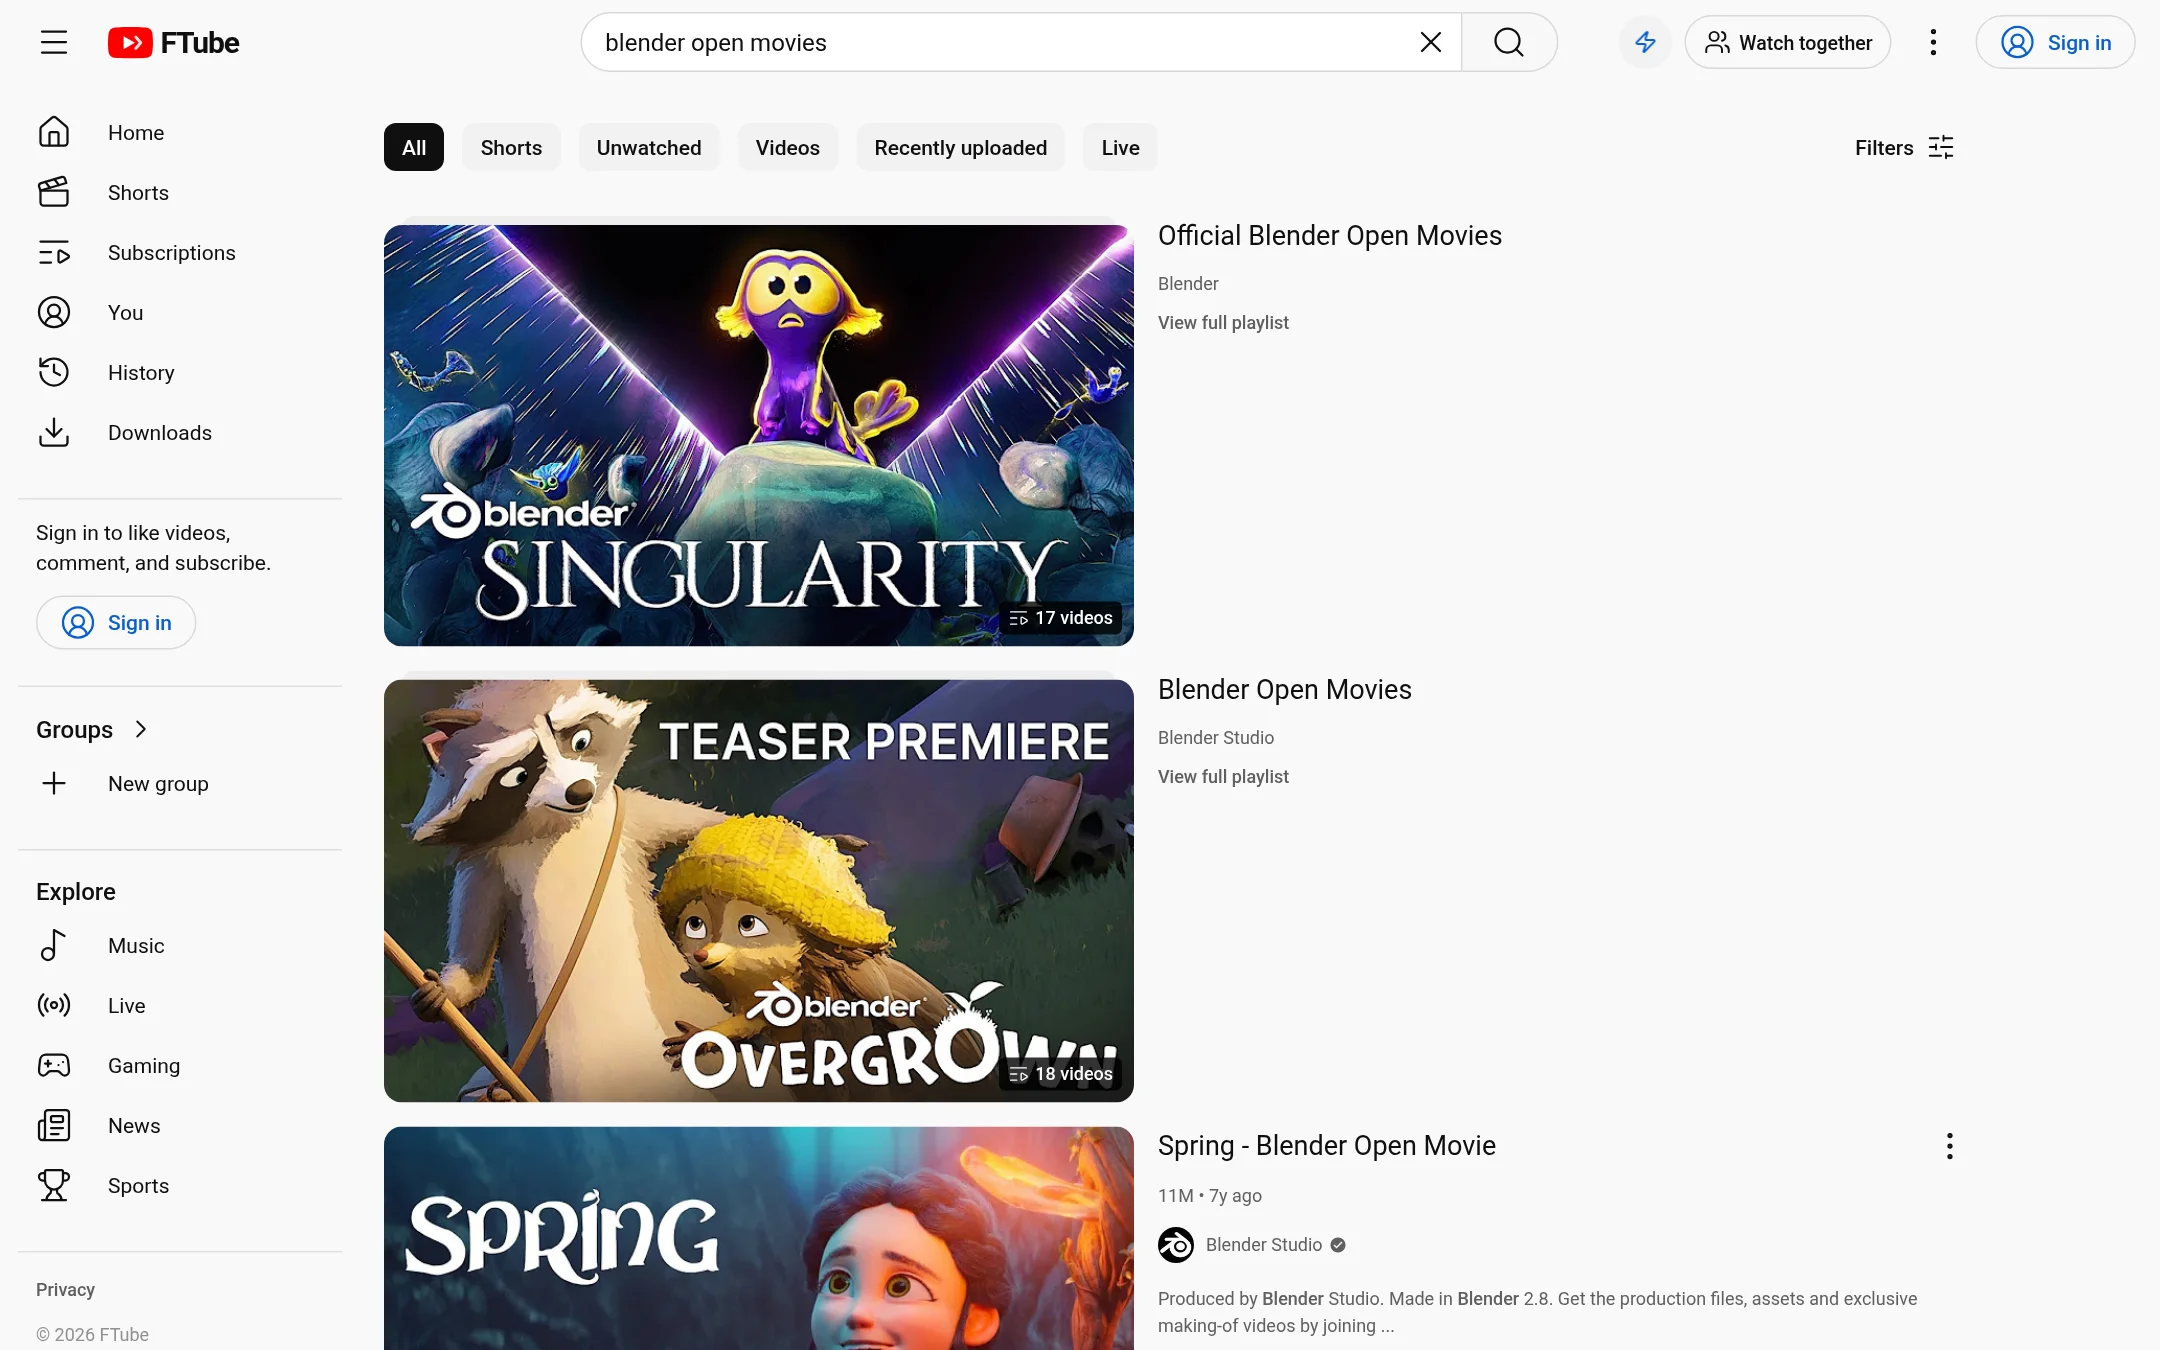 FTube
blender open movies
Watch together
Sign in
Home
Shorts
Subscriptions
You
History
Downloads
Sign in to like videos,
comment, and subscribe.
Sign in
Groups
New group
Explore
Music
Live
Gaming
News
Sports
Privacy
© 2026 FTube
All
Shorts
Unwatched
Videos
Recently uploaded
Live
Filters
blender
SINGULARITY
17 videos
Official Blender Open Movies
Blender
View full playlist
TEASER PREMIERE
blender
OVERGROWN
18 videos
Blender Open Movies
Blender Studio
View full playlist
SPRING
Spring - Blender Open Movie
11M • 7y ago
Blender Studio
Produced by Blender Studio. Made in Blender 2.8. Get the production files, assets and exclusive
making-of videos by joining ...